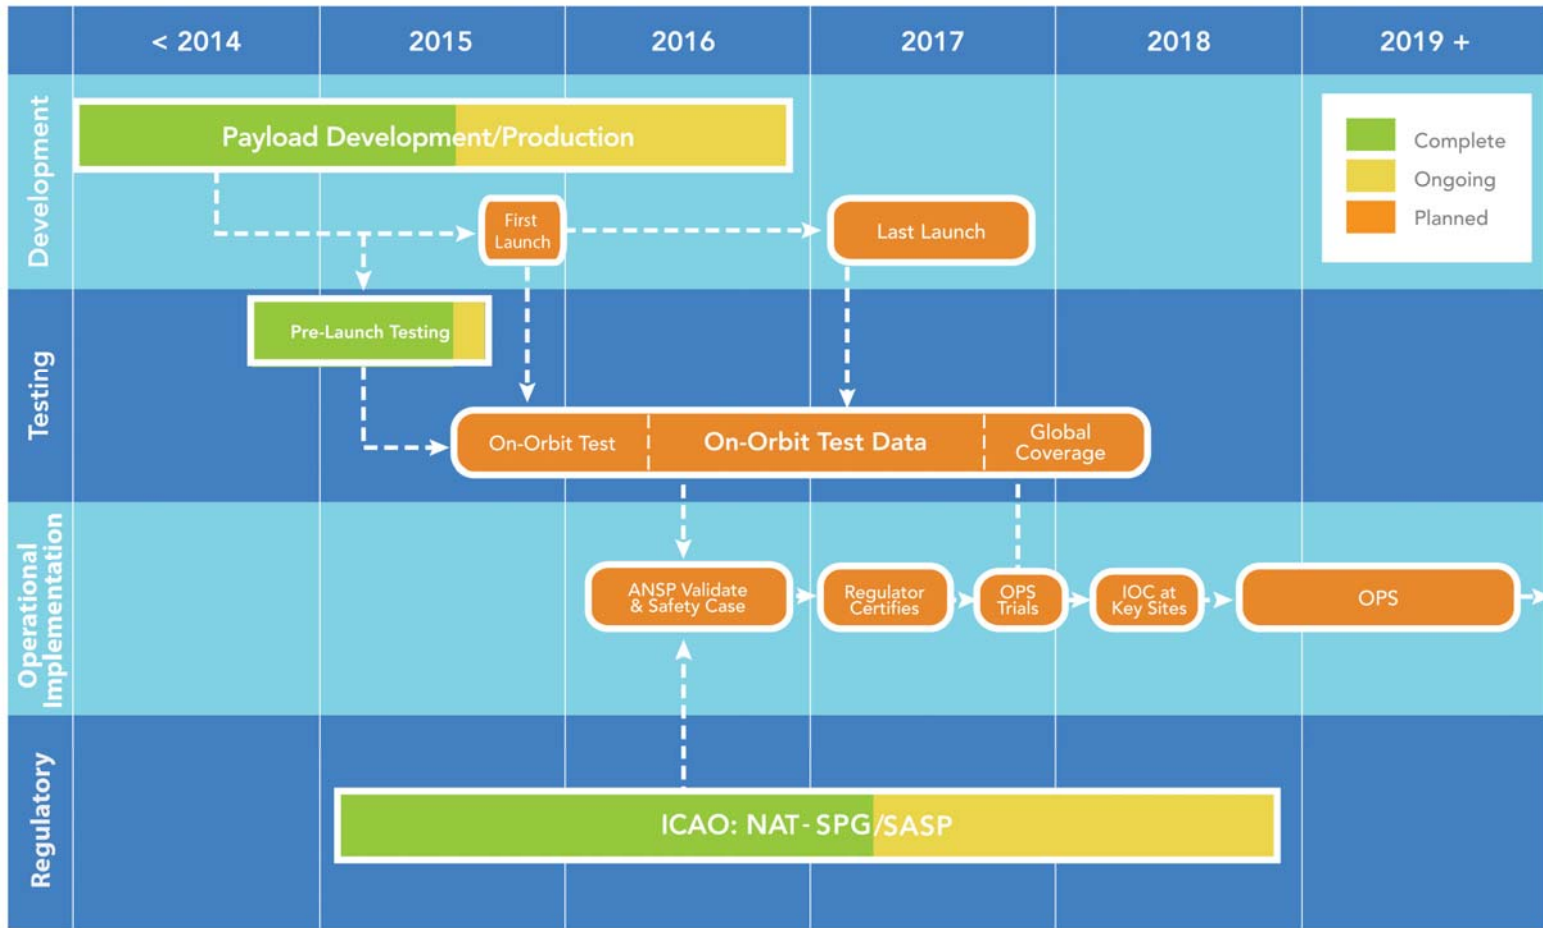 < 2014
2015
2016
2017
2018
2019 +
Development
Payload Development/Production
Complete
Ongoing
Planned
First
Launch
Last Launch
Testing
Pre-Launch Testing
On-Orbit Test
On-Orbit Test Data
Global
Coverage
Operational
Implementation
ANSP Validate
& Safety Case
Regulator
Certifies
OPS
Trials
IOC at
Key Sites
OPS
Regulatory
ICAO: NAT-SPG/SASP